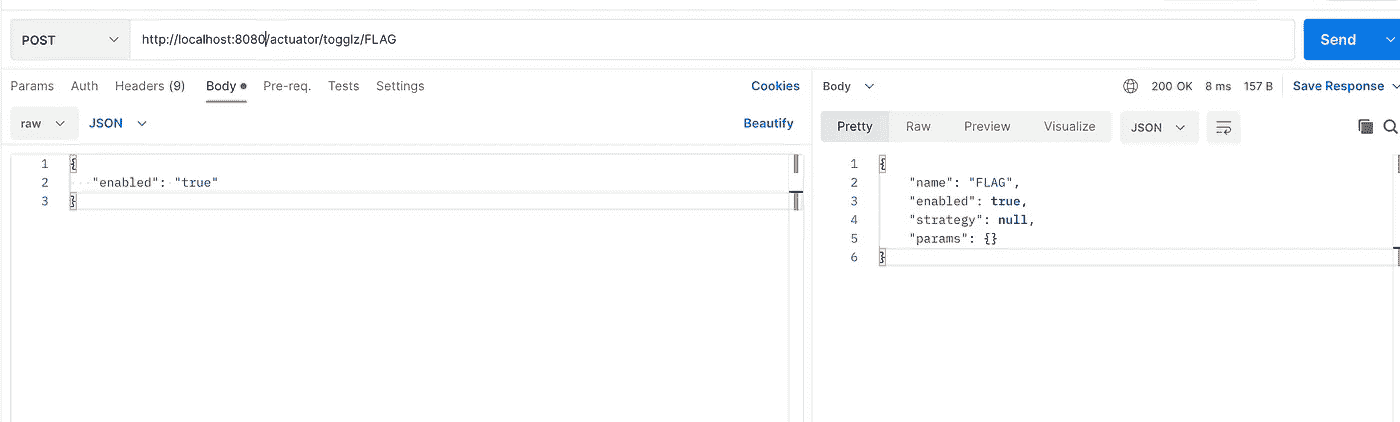 POST http://localhost:8080/actuator/togglz/FLAG Send
Params Auth Headers (9) Body Pre-req. Tests Settings Cookies
Body 200 OK 8 ms 157 B Save Response
raw JSON Beautify
Pretty Raw Preview Visualize JSON
1 {
2 "enabled": "true"
3 }
1 {
2 "name": "FLAG",
3 "enabled": true,
4 "strategy": null,
5 "params": {}
6 }